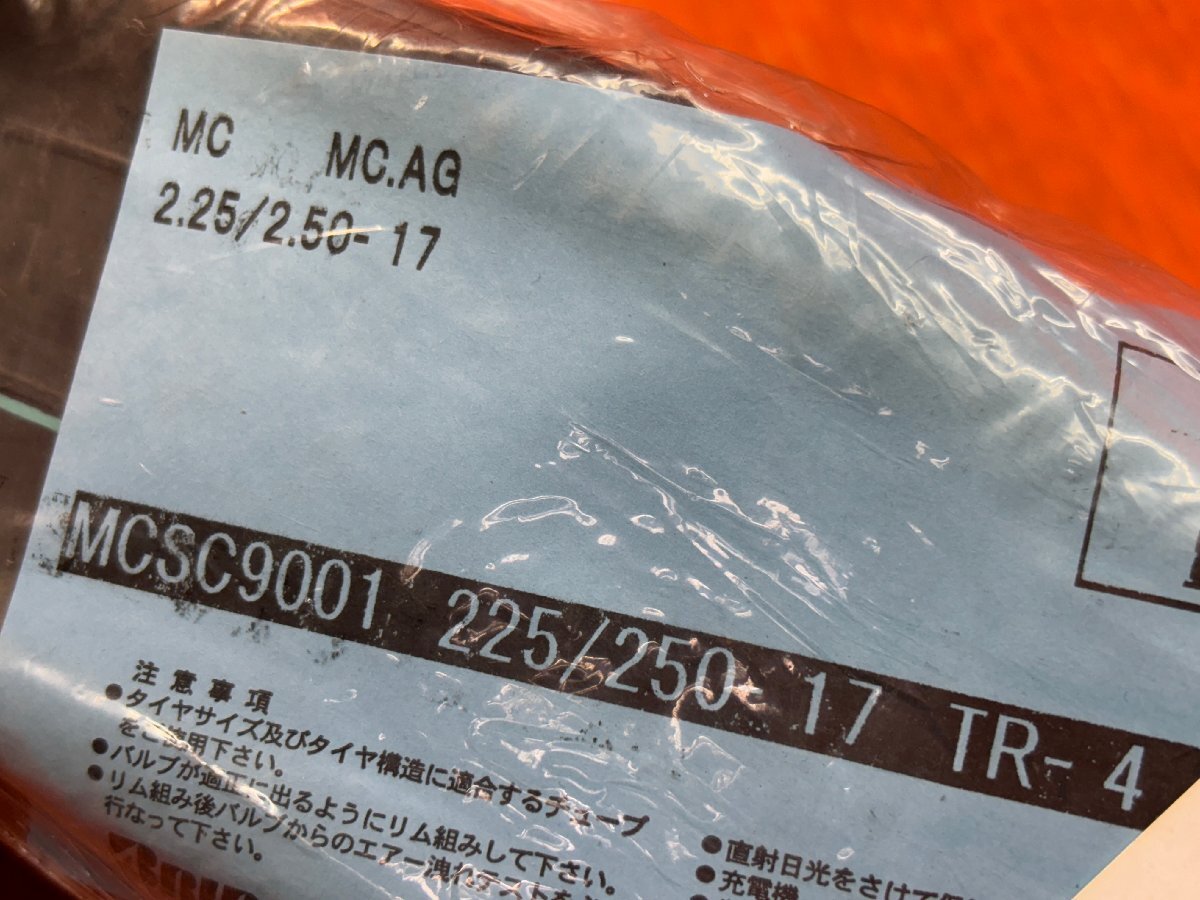 MC MC.AG
2.25/2.50- 17
MCSC9001 225/250- 17 TR- 4
注意事項
●タイヤサイズ及びタイヤ構造に適合するチューブ
をご使用下さい。
●バルブが適正に出るようにリム組みして下さい。
●リム組み後バルブからのエアー洩れテストを
行なって下さい。
●直射日光をさけて
●充電機